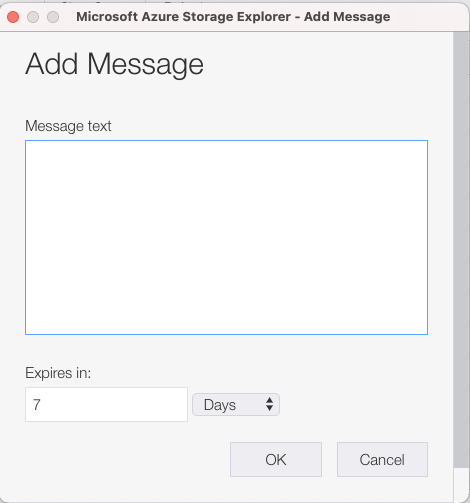 Microsoft Azure Storage Explorer - Add Message
Add Message
Message text
Expires in:
7 Days
OK Cancel